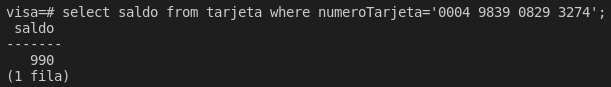 visa=# select saldo from tarjeta where numeroTarjeta='0004 9839 0829 3274';
saldo
-------
990
(1 fila)